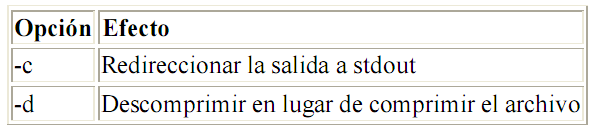 Opción Efecto
-c Redireccionar la salida a stdout
-d Descomprimir en lugar de comprimir el archivo